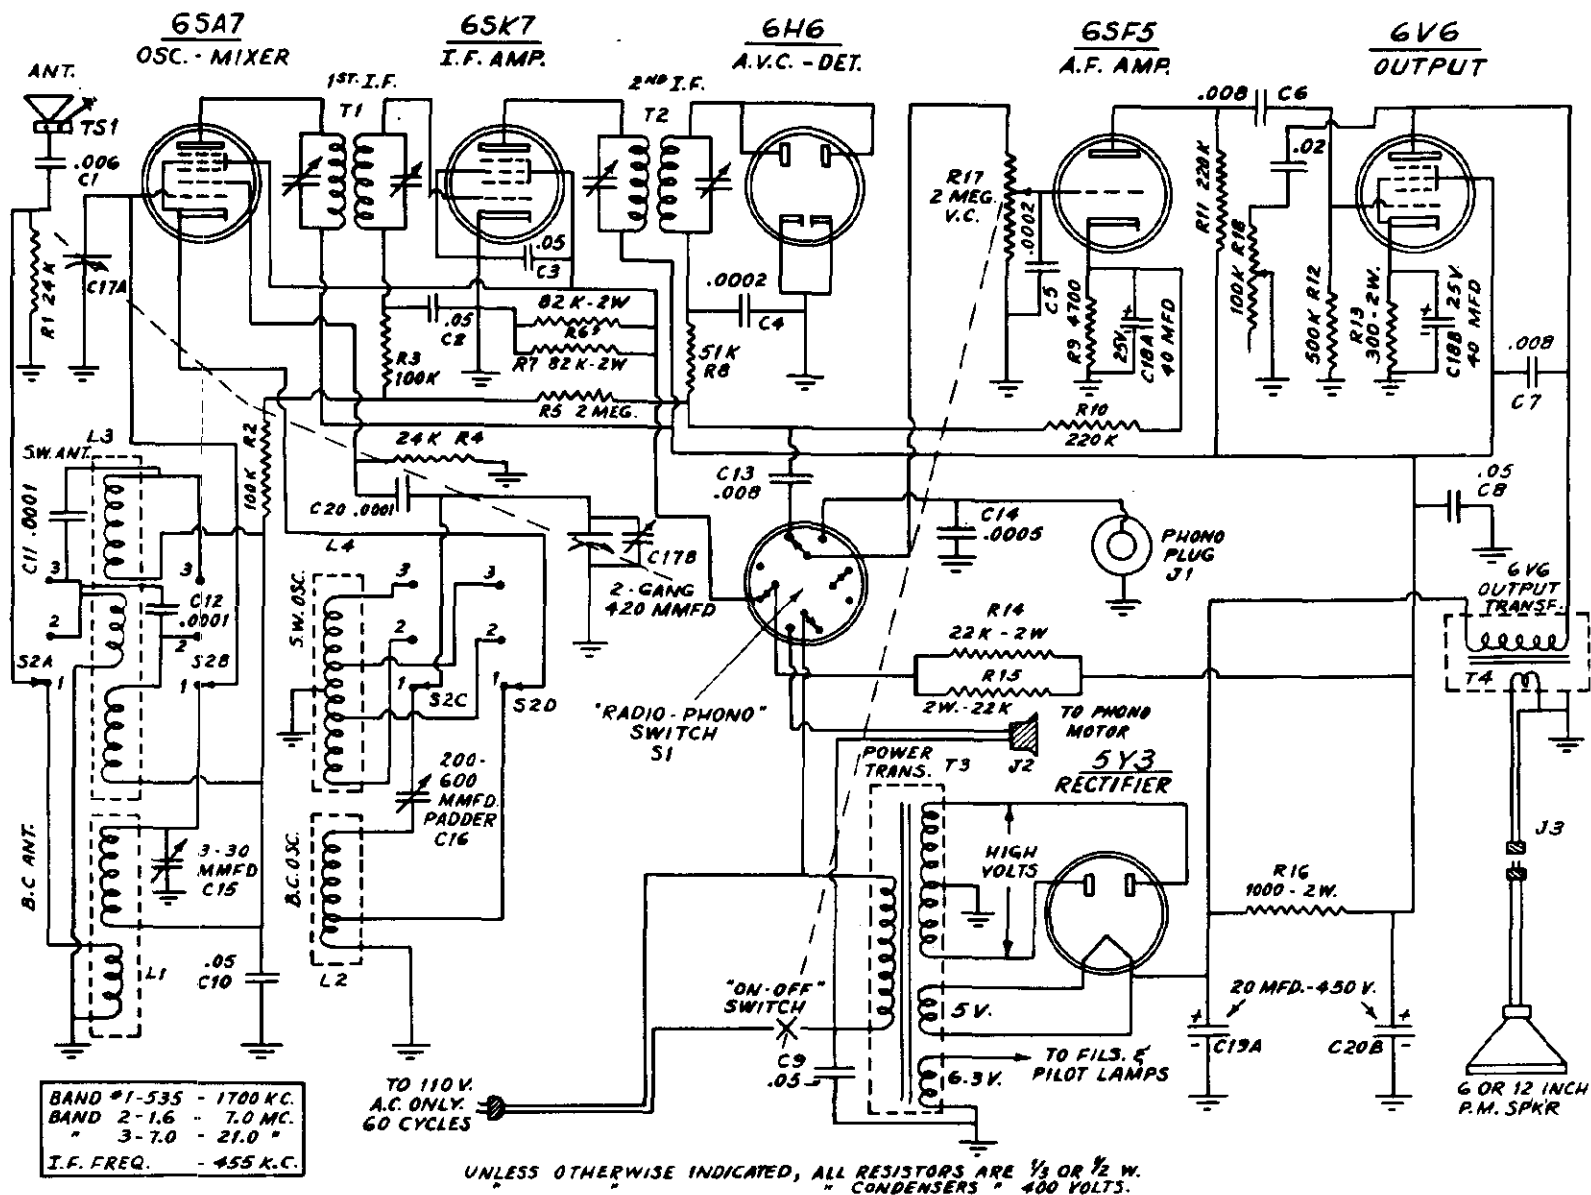 6SA7
OSC. - MIXER
6SK7
I.F. AMP.
6H6
A.V.C. - DET.
6SF5
A.F. AMP.
6V6
OUTPUT
ANT.
TS1
.006
C1
R1 24K
C17A
1ST. I.F.
T1
2ND I.F.
T2
.05
C3
.05
C2
R3
100K
82K-2W
R6
R7 82K-2W
R5 2 MEG.
.0002
C4
51K
R8
R17
2 MEG.
V.C.
.0002
C5
R9 4700
25V.
C18A
40 MFD
R10
220K
.008 C6
R11 220K
.02
R18
100K
500K R12
R13
300-2W.
25V.
C18B
40 MFD
.008
C7
.05
C8
L3
S.W. ANT.
C11 .0001
3
2
S2A
1
3
C12
.0001
2
S2B
1
R2
100K
24K R4
C20 .0001
L4
S.W. OSC.
3
2
1
S2C
3
2
1
S2D
C17B
2-GANG
420 MMFD
C13
.008
C14
.0005
PHONO
PLUG
J1
R14
22K-2W
R15
2W.-22K
"RADIO-PHONO"
SWITCH
S1
TO PHONO
MOTOR
J2
6V6
OUTPUT
TRANSF.
T4
J3
B.C. ANT.
3-30
MMFD
C15
L1
.05
C10
200-
600
MMFD.
PADDER
C16
B.C. OSC.
L2
POWER
TRANS. T3
HIGH
VOLTS
5Y3
RECTIFIER
R16
1000-2W.
"ON-OFF"
SWITCH
C9
.05
5V.
6.3V.
TO FILS. &
PILOT LAMPS
20 MFD.-450 V.
C19A
C20B
6 OR 12 INCH
P.M. SPK'R
TO 110 V.
A.C. ONLY.
60 CYCLES
BAND #1-535 - 1700 KC.
BAND 2-1.6 - 7.0 MC.
" 3-7.0 - 21.0 "
I.F. FREQ. - 455 K.C.
UNLESS OTHERWISE INDICATED, ALL RESISTORS ARE 1/3 OR 1/2 W.
" " " CONDENSERS " 400 VOLTS.